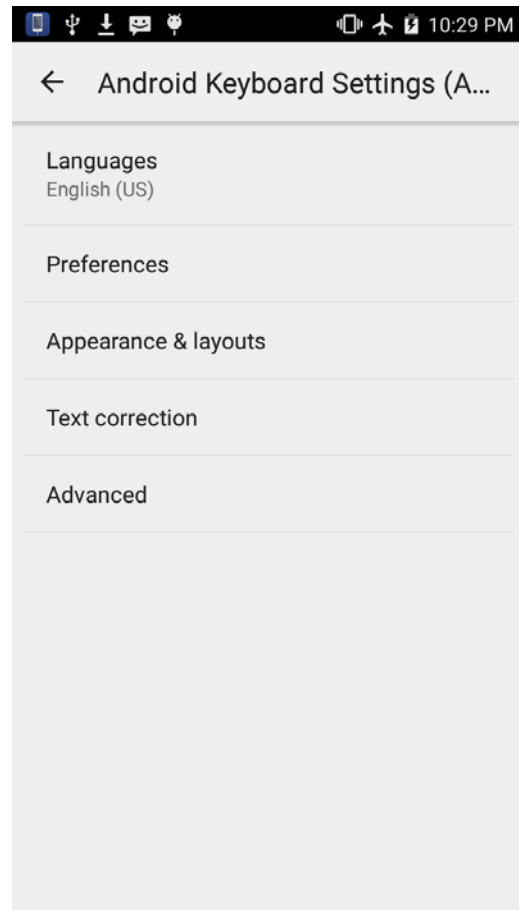 10:29 PM
Android Keyboard Settings (A...
Languages
English (US)
Preferences
Appearance & layouts
Text correction
Advanced